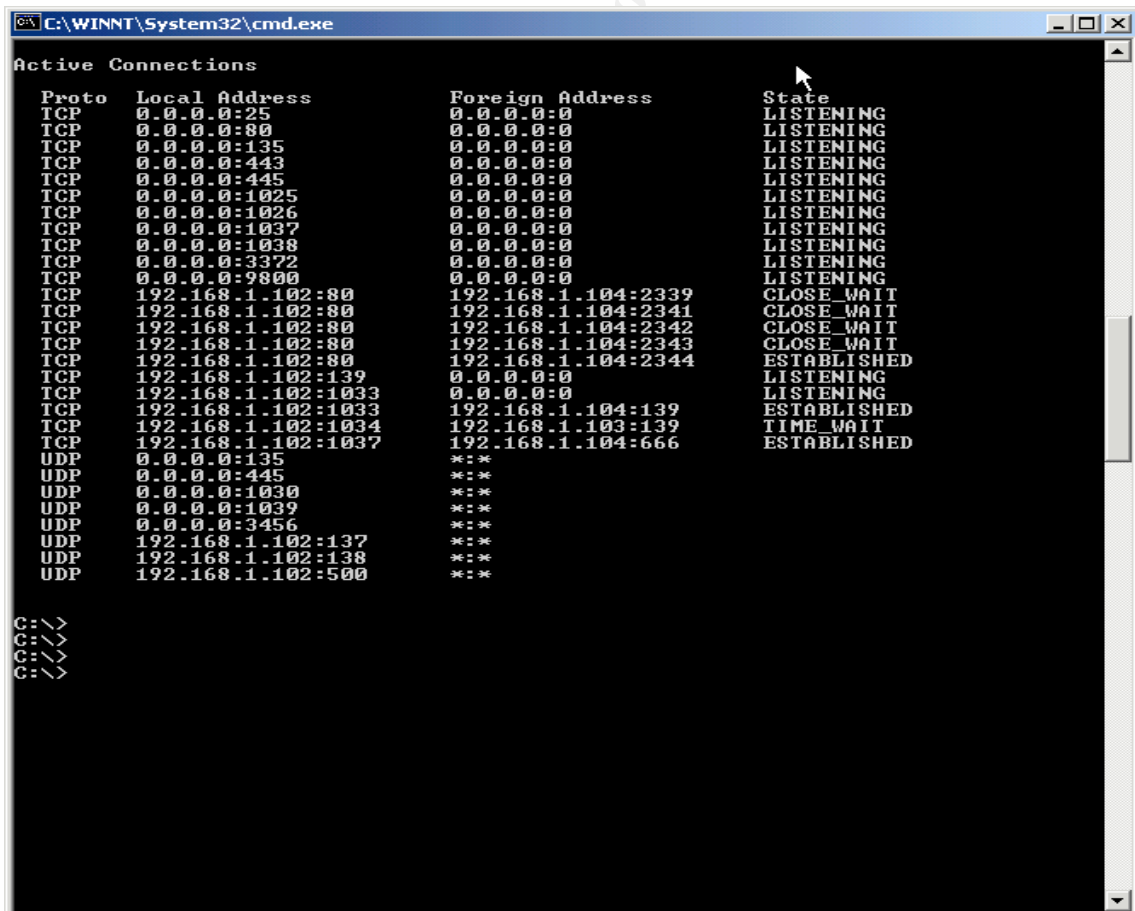 C:\WINNT\System32\cmd.exe
Active Connections
Proto Local Address Foreign Address State
TCP 0.0.0.0:25 0.0.0.0:0 LISTENING
TCP 0.0.0.0:80 0.0.0.0:0 LISTENING
TCP 0.0.0.0:135 0.0.0.0:0 LISTENING
TCP 0.0.0.0:443 0.0.0.0:0 LISTENING
TCP 0.0.0.0:445 0.0.0.0:0 LISTENING
TCP 0.0.0.0:1025 0.0.0.0:0 LISTENING
TCP 0.0.0.0:1026 0.0.0.0:0 LISTENING
TCP 0.0.0.0:1037 0.0.0.0:0 LISTENING
TCP 0.0.0.0:1038 0.0.0.0:0 LISTENING
TCP 0.0.0.0:3372 0.0.0.0:0 LISTENING
TCP 0.0.0.0:9800 0.0.0.0:0 LISTENING
TCP 192.168.1.102:80 192.168.1.104:2339 CLOSE_WAIT
TCP 192.168.1.102:80 192.168.1.104:2341 CLOSE_WAIT
TCP 192.168.1.102:80 192.168.1.104:2342 CLOSE_WAIT
TCP 192.168.1.102:80 192.168.1.104:2343 CLOSE_WAIT
TCP 192.168.1.102:80 192.168.1.104:2344 ESTABLISHED
TCP 192.168.1.102:139 0.0.0.0:0 LISTENING
TCP 192.168.1.102:1033 0.0.0.0:0 LISTENING
TCP 192.168.1.102:1033 192.168.1.104:139 ESTABLISHED
TCP 192.168.1.102:1034 192.168.1.103:139 TIME_WAIT
TCP 192.168.1.102:1037 192.168.1.104:666 ESTABLISHED
UDP 0.0.0.0:135 *:*
UDP 0.0.0.0:445 *:*
UDP 0.0.0.0:1030 *:*
UDP 0.0.0.0:1039 *:*
UDP 0.0.0.0:3456 *:*
UDP 192.168.1.102:137 *:*
UDP 192.168.1.102:138 *:*
UDP 192.168.1.102:500 *:*
C:\>
C:\>
C:\>
C:\>